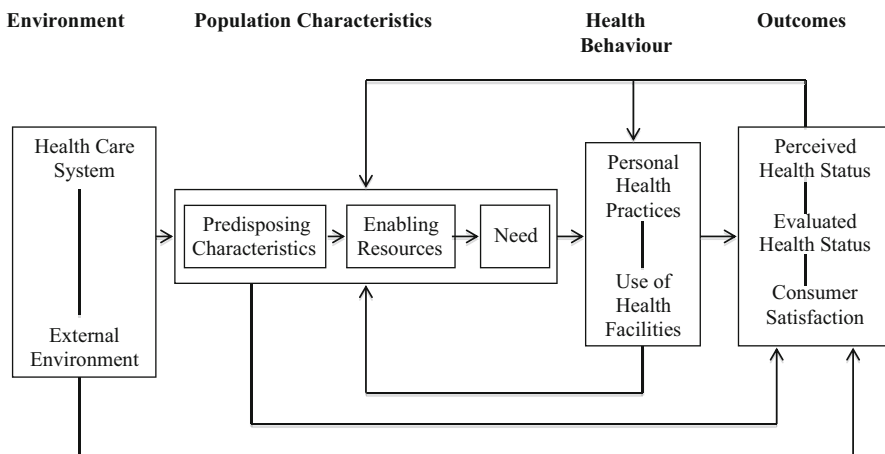 Environment
Population Characteristics
Health
Behaviour
Outcomes
Health Care
System
External
Environment
Predisposing
Characteristics
Enabling
Resources
Need
Personal
Health
Practices
Use of
Health
Facilities
Perceived
Health Status
Evaluated
Health Status
Consumer
Satisfaction